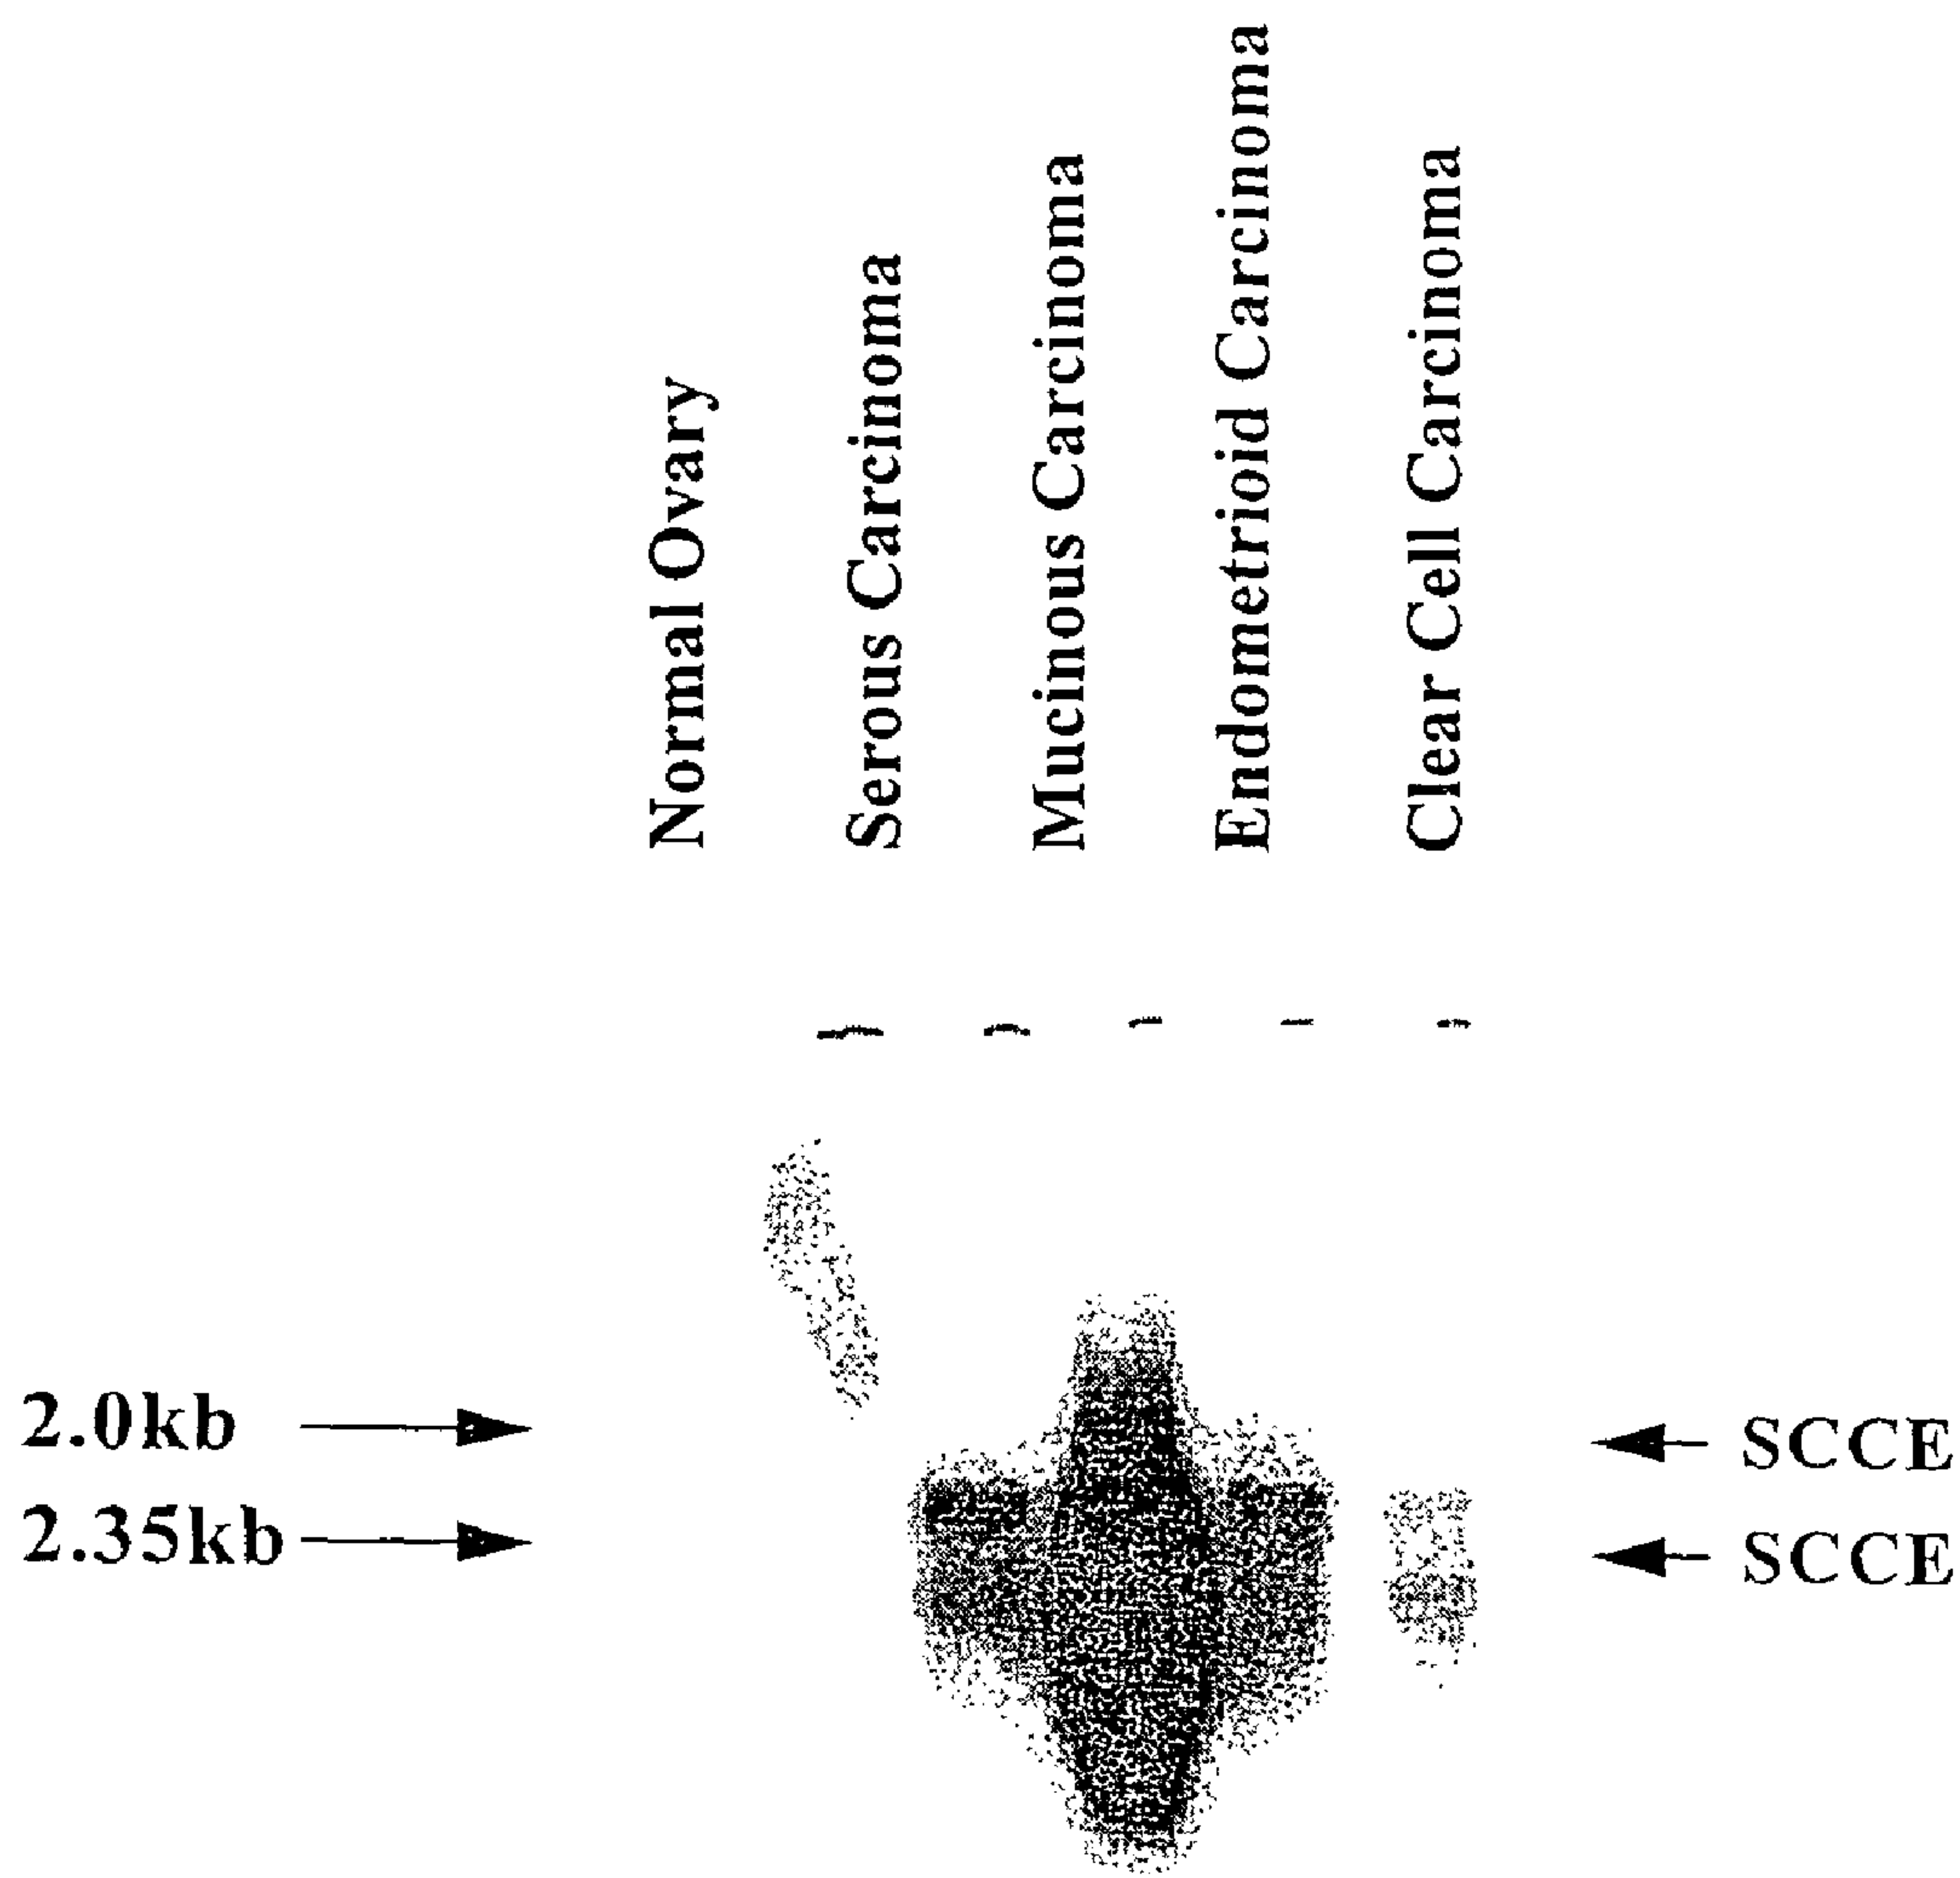 Normal Ovary
Serous Carcinoma
Mucinous Carcinoma
Endometrioid Carcinoma
Clear Cell Carcinoma
2.0kb
SCCE
2.35kb
SCCE